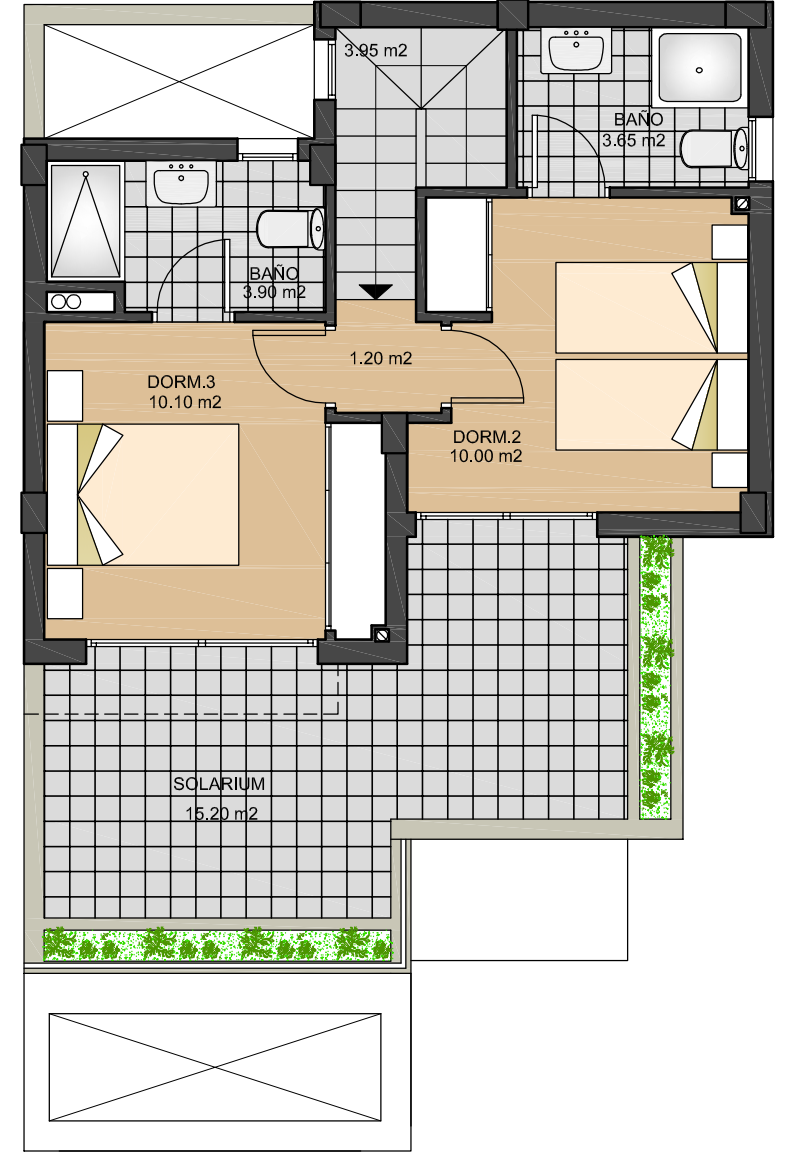 3.95 m2
BAÑO
3.65 m2
BAÑO
3.90 m2
1.20 m2
DORM.3
10.10 m2
DORM.2
10.00 m2
SOLARIUM
15.20 m2